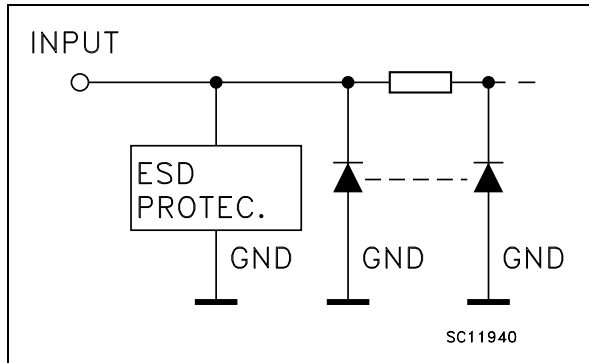 INPUT
ESD
PROTEC.
GND GND GND
SC11940